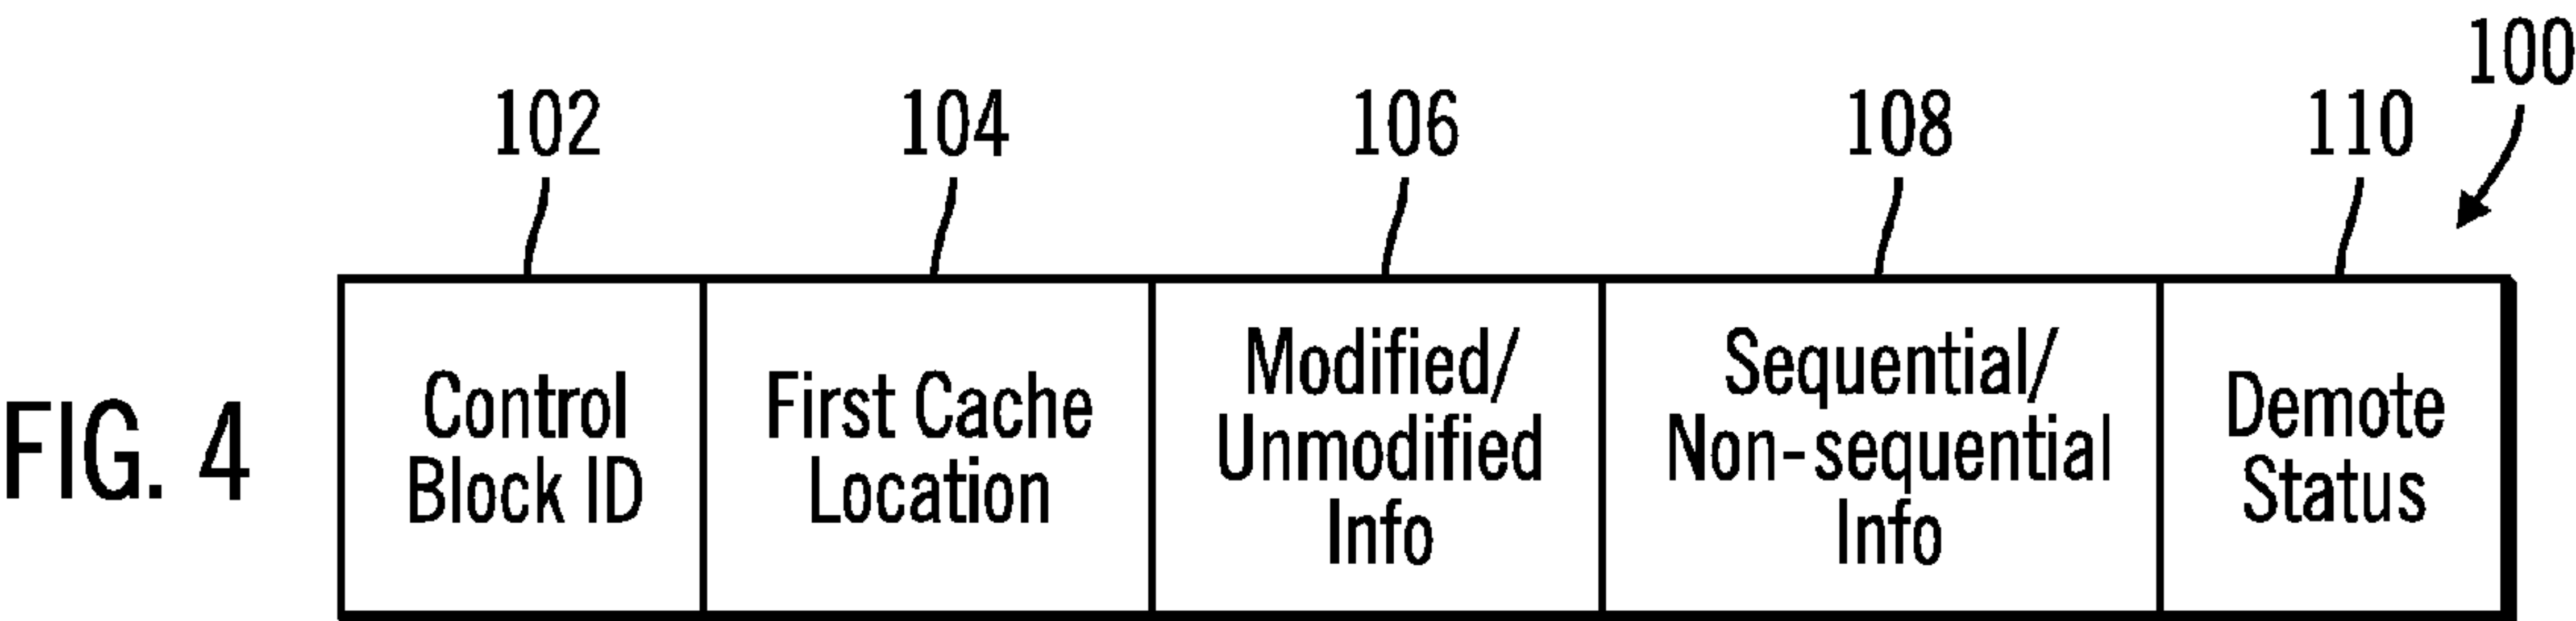 100
102
104
106
108
110
FIG. 4
Control
Block ID
First Cache
Location
Modified/
Unmodified
Info
Sequential/
Non-sequential
Info
Demote
Status